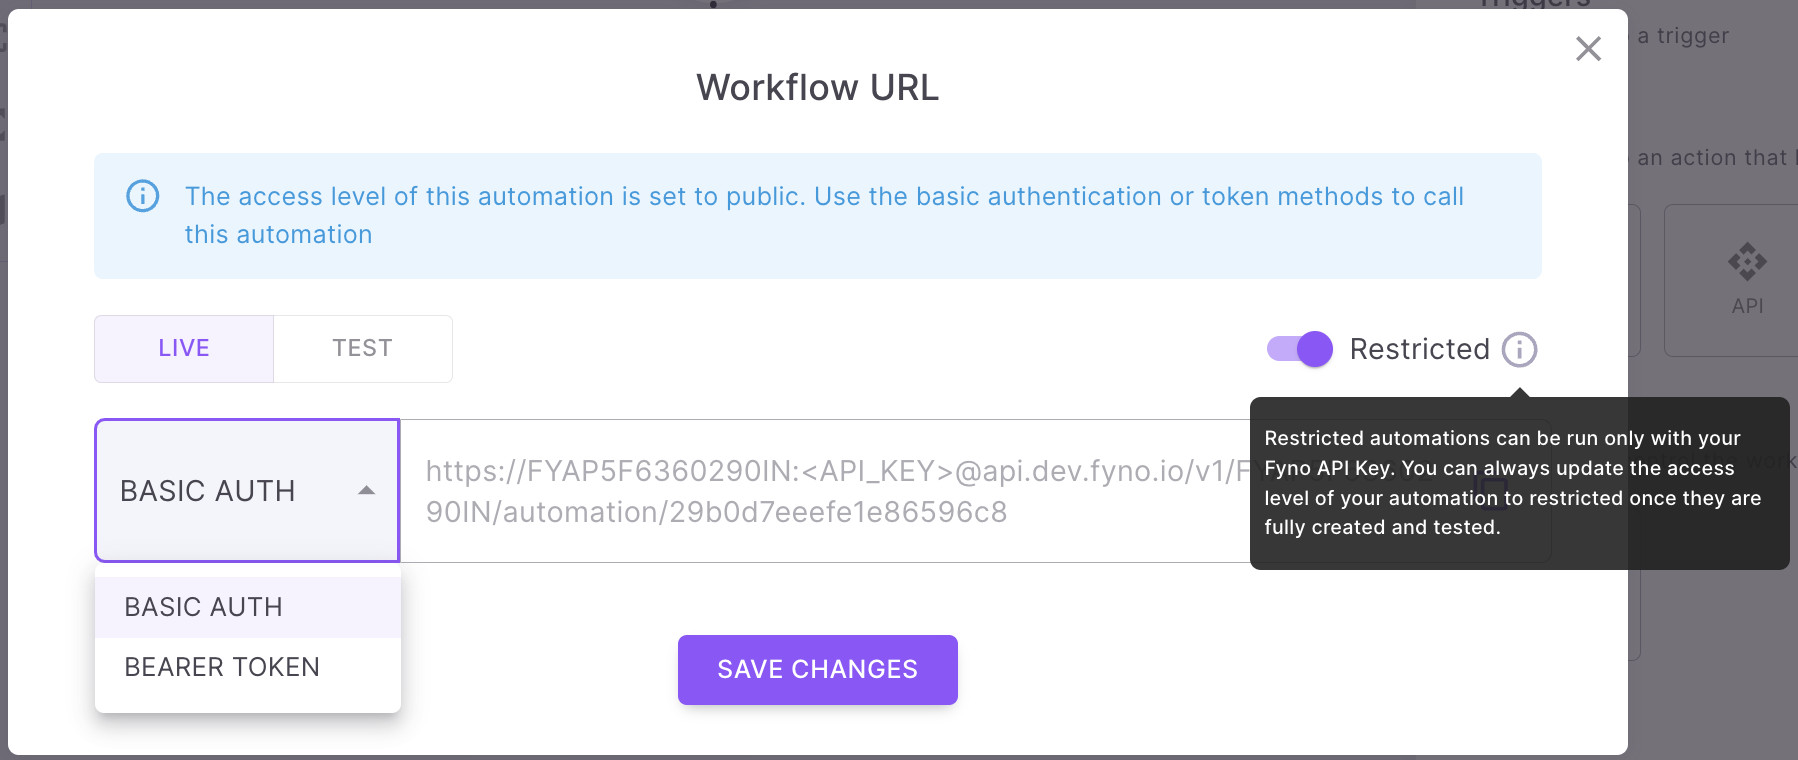 Triggers
a trigger
Workflow URL
The access level of this automation is set to public. Use the basic authentication or token methods to call
this automation
an action that
API
LIVE
TEST
Restricted
BASIC AUTH
https://FYAP5F6360290IN:<API_KEY>@api.dev.fyno.io/v1/FYAP5F63602
90IN/automation/29b0d7eeefe1e86596c8
Restricted automations can be run only with your
Fyno API Key. You can always update the access
level of your automation to restricted once they are
fully created and tested.
BASIC AUTH
BEARER TOKEN
SAVE CHANGES